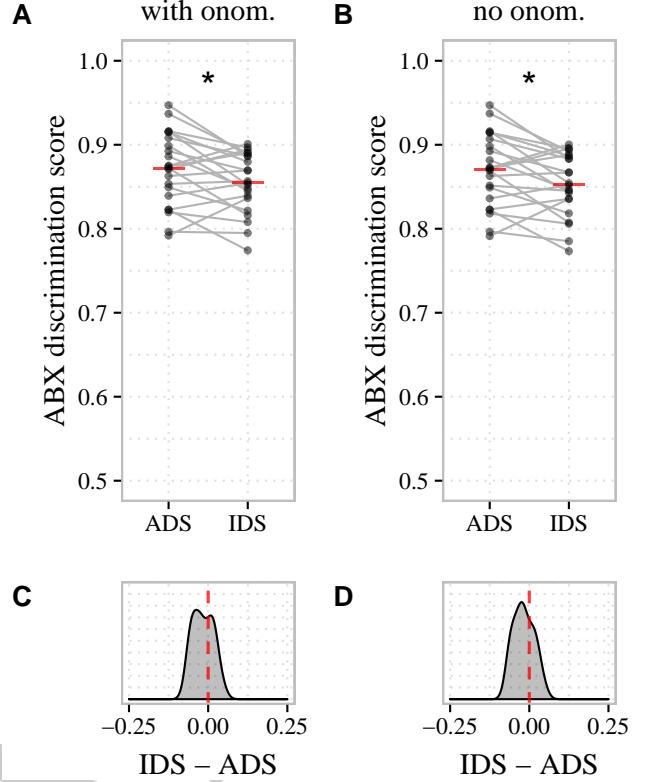 A
with onom.
B
no onom.
1.0
0.9
0.8
0.7
0.6
0.5
ABX discrimination score
*
ADS
IDS
1.0
0.9
0.8
0.7
0.6
0.5
ABX discrimination score
*
ADS
IDS
C
−0.25
0.00
0.25
IDS − ADS
D
−0.25
0.00
0.25
IDS − ADS